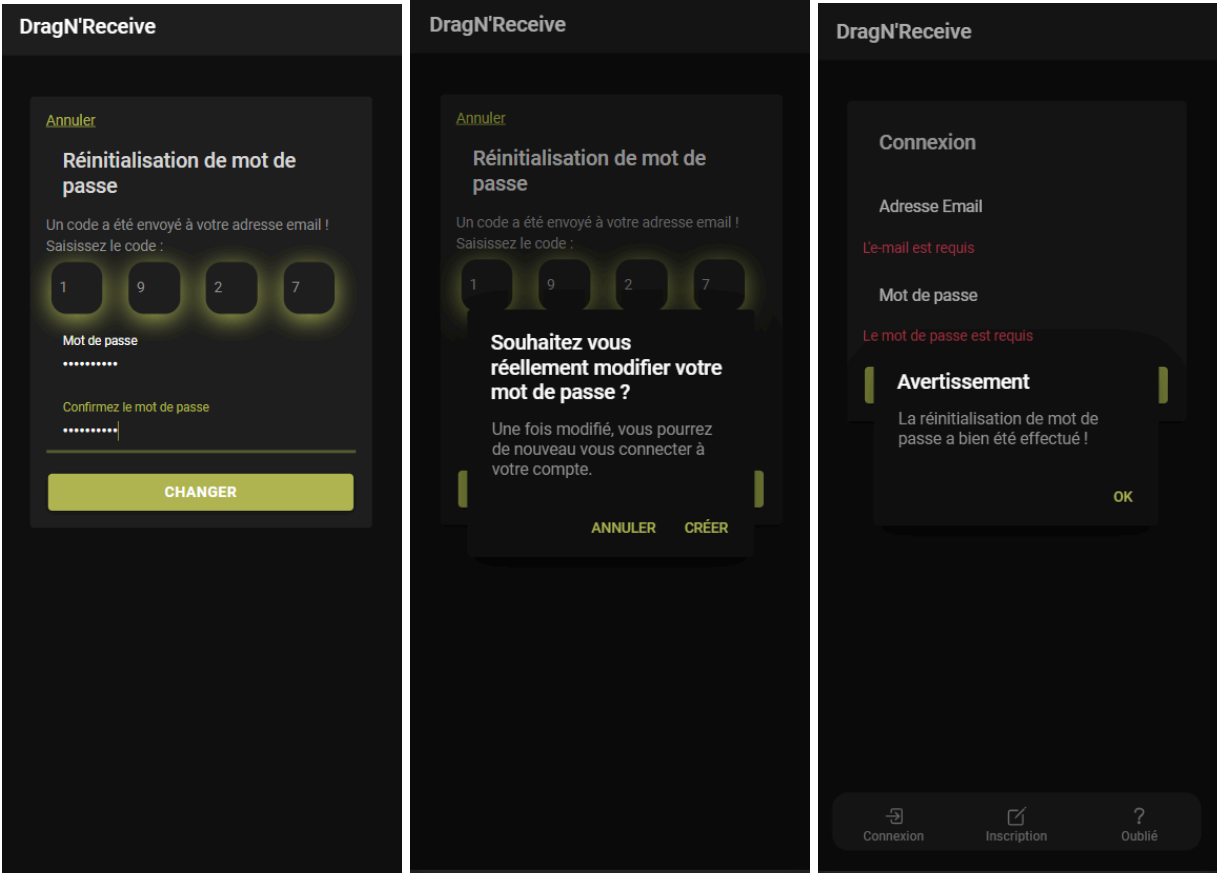 DragN'Receive
Annuler
Réinitialisation de mot de
passe
Un code a été envoyé à votre adresse email !
Saisissez le code :
1 9 2 7
Mot de passe
••••••••••
Confirmez le mot de passe
••••••••••
CHANGER
DragN'Receive
Annuler
Réinitialisation de mot de
passe
Un code a été envoyé à votre adresse email !
Saisissez le code :
1 9 2 7
Souhaitez vous
réellement modifier votre
mot de passe ?
Une fois modifié, vous pourrez
de nouveau vous connecter à
votre compte.
ANNULER CRÉER
DragN'Receive
Connexion
Adresse Email
L'e-mail est requis
Mot de passe
Le mot de passe est requis
Avertissement
La réinitialisation de mot de
passe a bien été effectué !
OK
Connexion Inscription Oublié